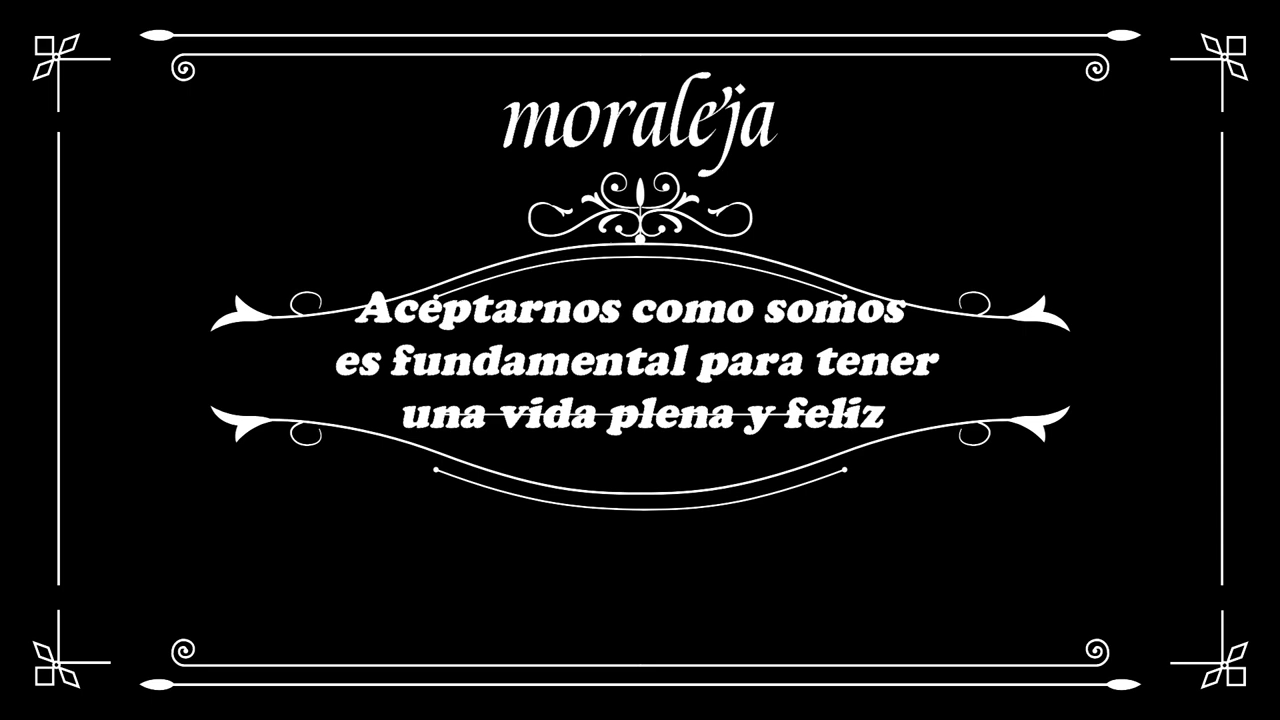 moraleja
Aceptarnos como somos
es fundamental para tener
una vida plena y feliz